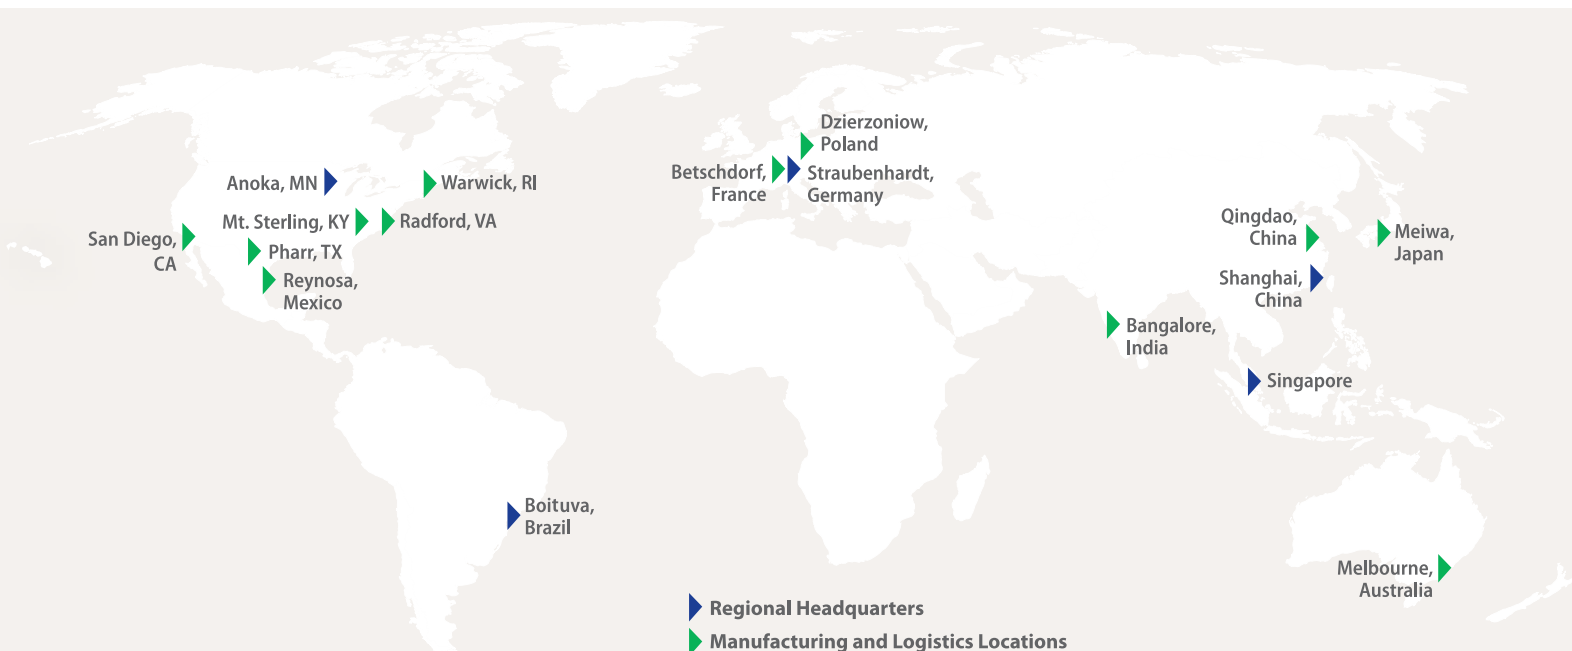 Anoka, MN
Warwick, RI
Mt. Sterling, KY
Radford, VA
San Diego,
CA
Pharr, TX
Reynosa,
Mexico
Boituva,
Brazil
Dzierzoniow,
Poland
Betschdorf,
France
Straubenhardt,
Germany
Qingdao,
China
Meiwa,
Japan
Shanghai,
China
Bangalore,
India
Singapore
Melbourne,
Australia
Regional Headquarters
Manufacturing and Logistics Locations